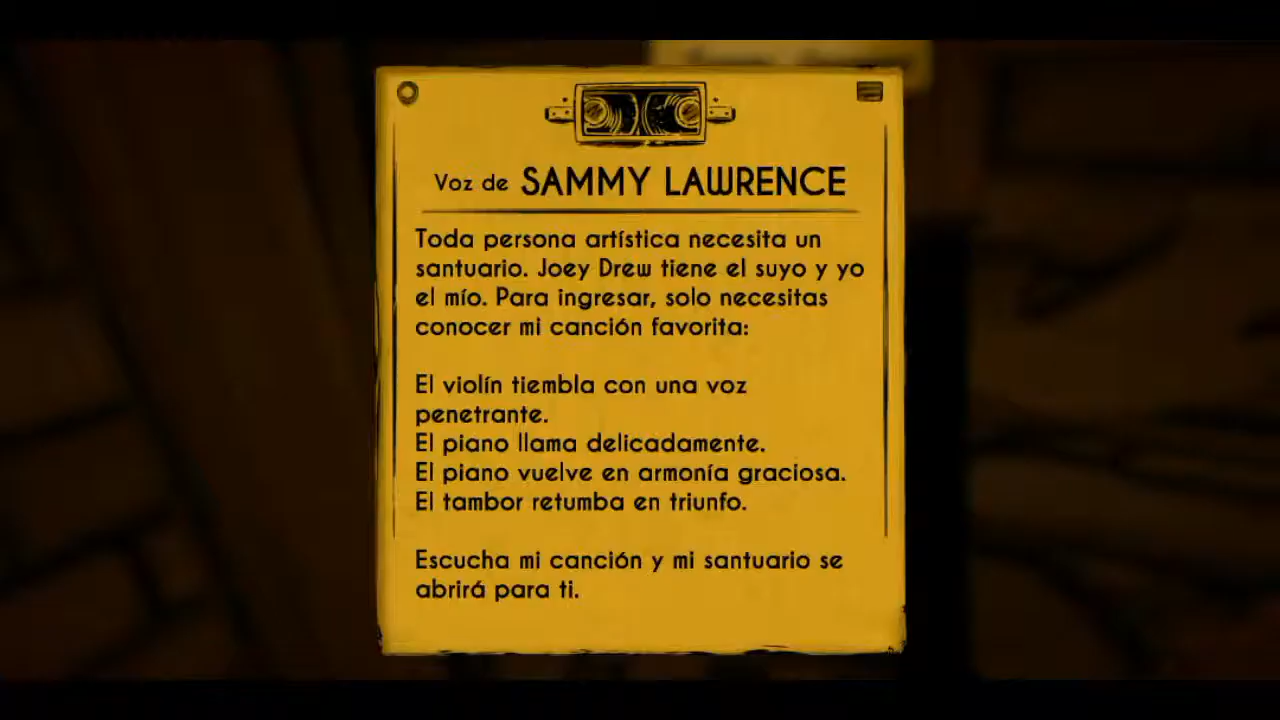 Voz de SAMMY LAWRENCE
Toda persona artística necesita un
santuario. Joey Drew tiene el suyo y yo
el mío. Para ingresar, solo necesitas
conocer mi canción favorita:
El violín tiembla con una voz
penetrante.
El piano llama delicadamente.
El piano vuelve en armonía graciosa.
El tambor retumba en triunfo.
Escucha mi canción y mi santuario se
abrirá para ti.